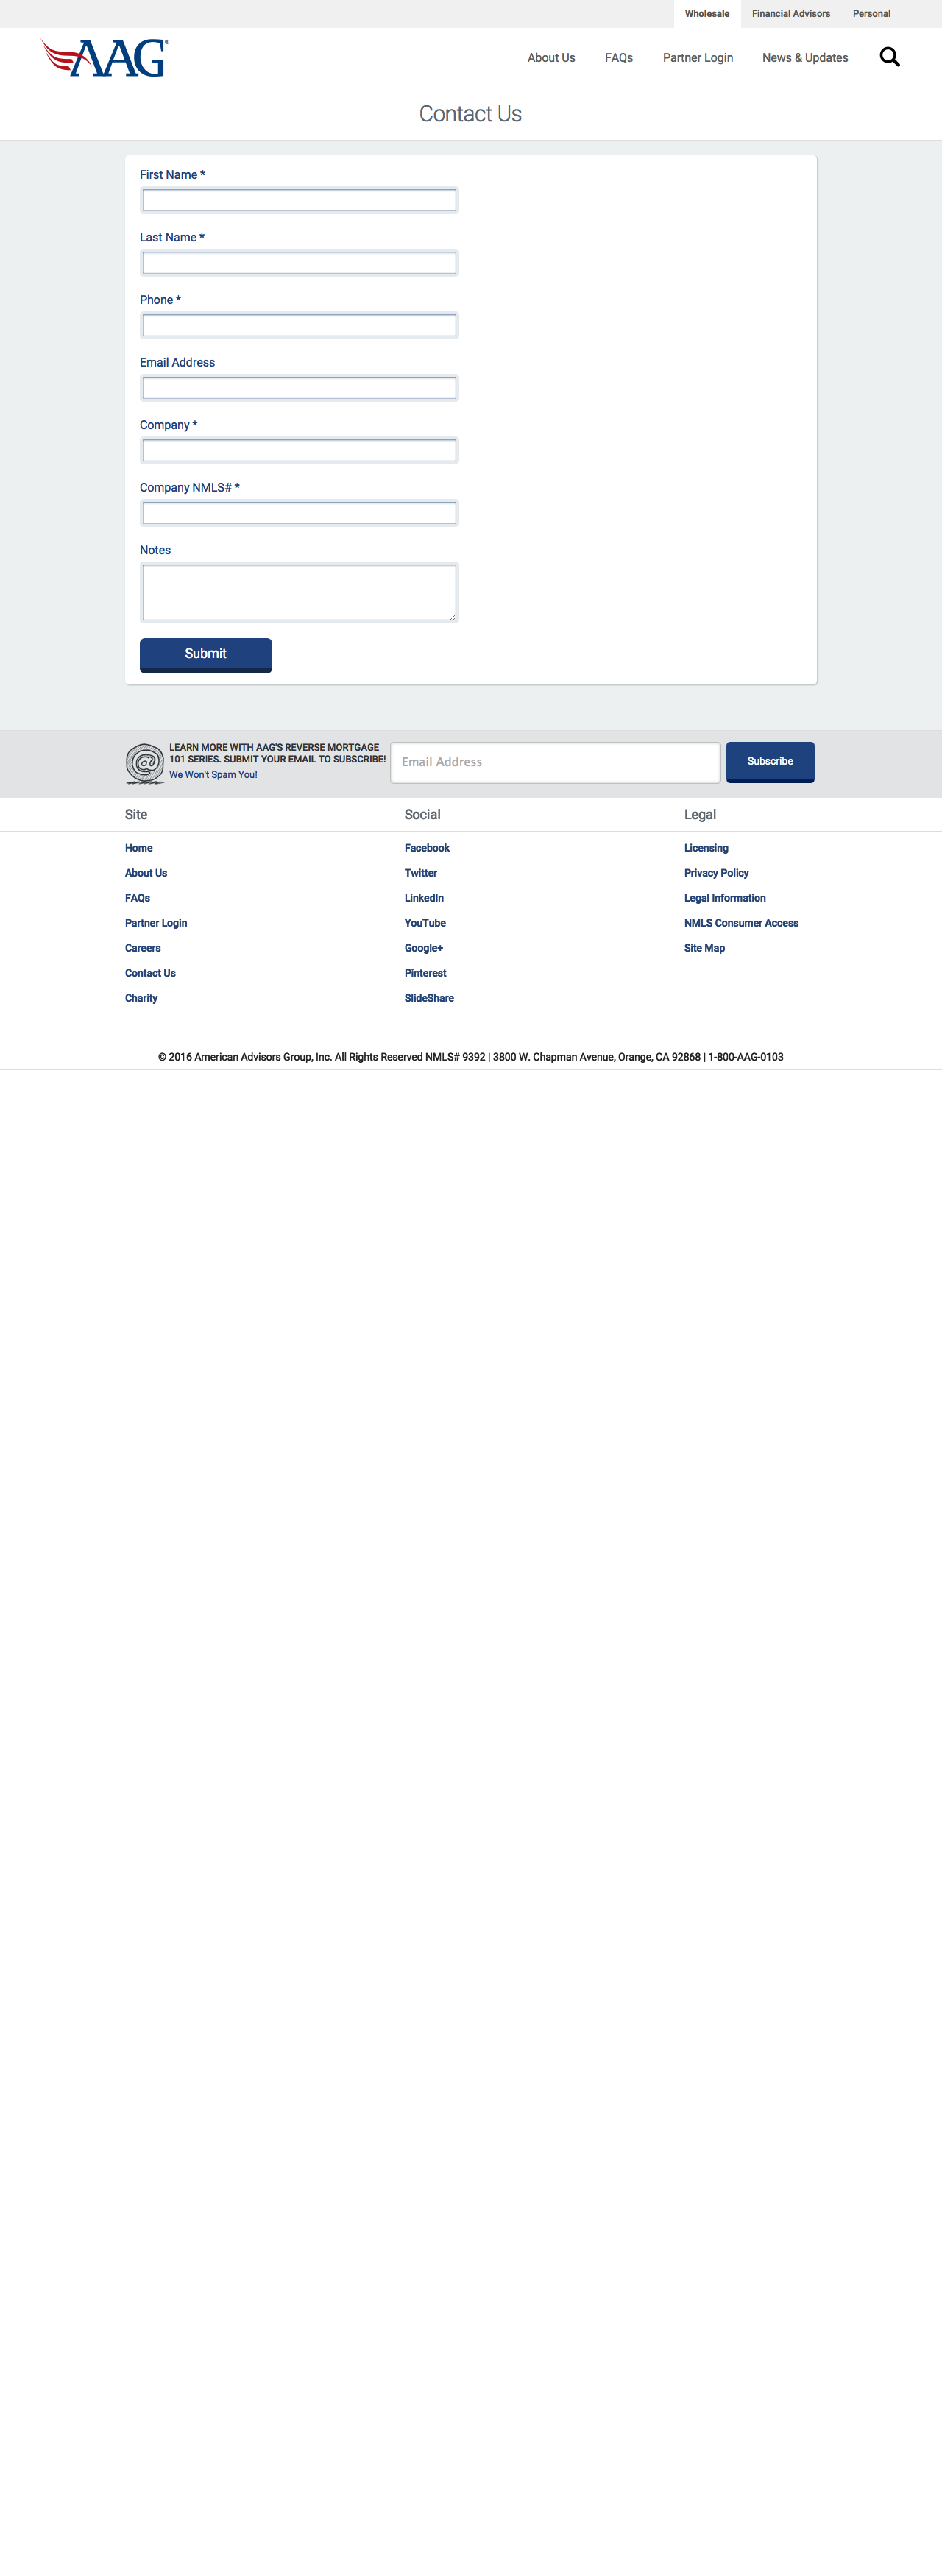 Wholesale Financial Advisors Personal
AAG®
About Us FAQs Partner Login News & Updates
Contact Us
First Name *
Last Name *
Phone *
Email Address
Company *
Company NMLS# *
Notes
Submit
LEARN MORE WITH AAG'S REVERSE MORTGAGE
101 SERIES. SUBMIT YOUR EMAIL TO SUBSCRIBE!
We Won't Spam You!
Email Address
Subscribe
Site
Home
About Us
FAQs
Partner Login
Careers
Contact Us
Charity
Social
Facebook
Twitter
LinkedIn
YouTube
Google+
Pinterest
SlideShare
Legal
Licensing
Privacy Policy
Legal Information
NMLS Consumer Access
Site Map
© 2016 American Advisors Group, Inc. All Rights Reserved NMLS# 9392 | 3800 W. Chapman Avenue, Orange, CA 92868 | 1-800-AAG-0103